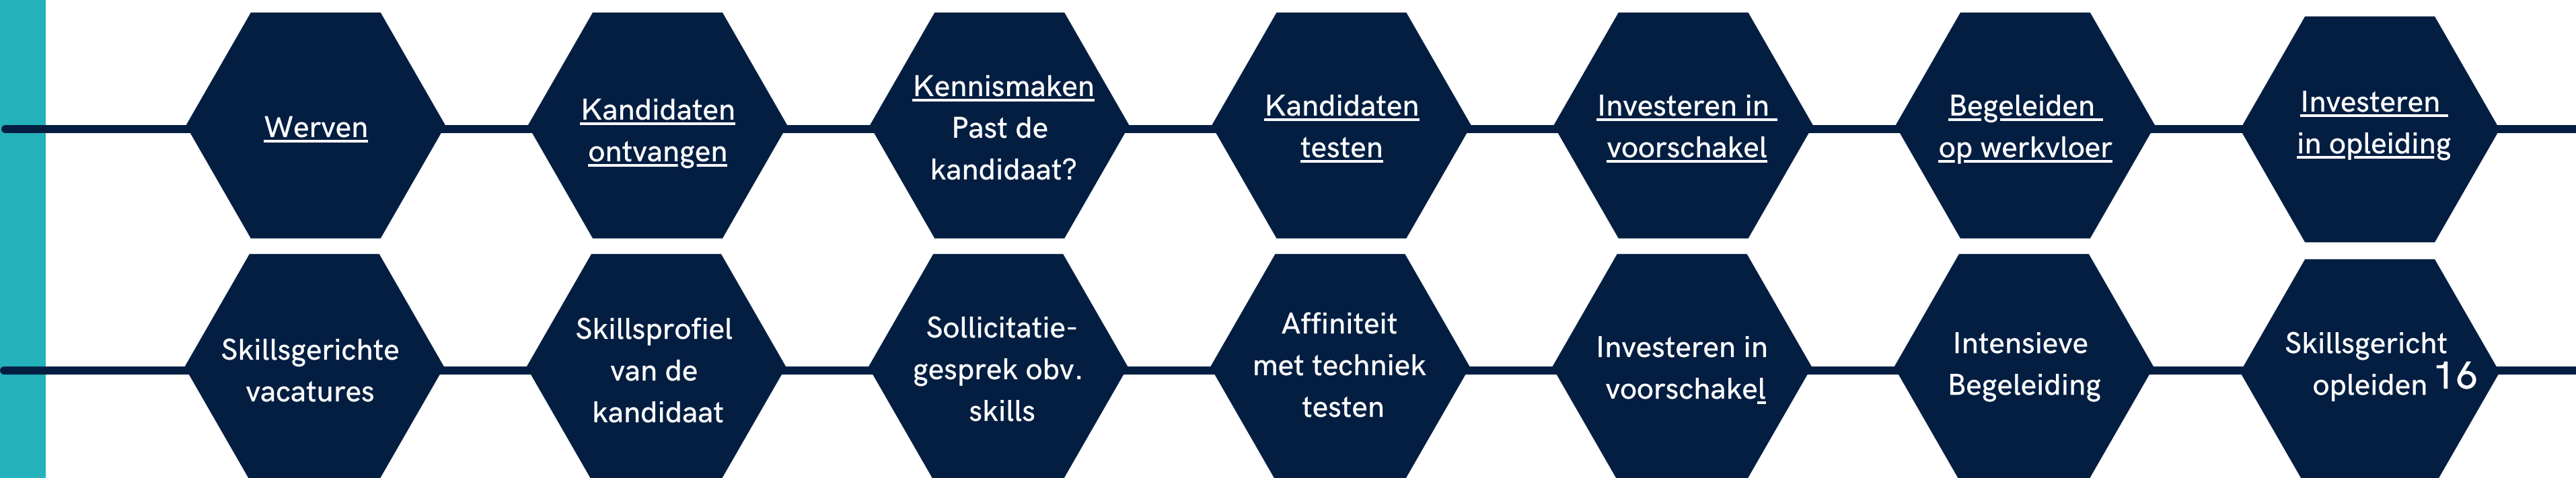 Werven
Kandidaten
ontvangen
Kennismaken
Past de
kandidaat?
Kandidaten
testen
Investeren in
voorschakel
Begeleiden
op werkvloer
Investeren
in opleiding
Skillsgerichte
vacatures
Skillsprofiel
van de
kandidaat
Sollicitatie-
gesprek obv.
skills
Affiniteit
met techniek
testen
Investeren in
voorschakel
Intensieve
Begeleiding
Skillsgericht
opleiden 16